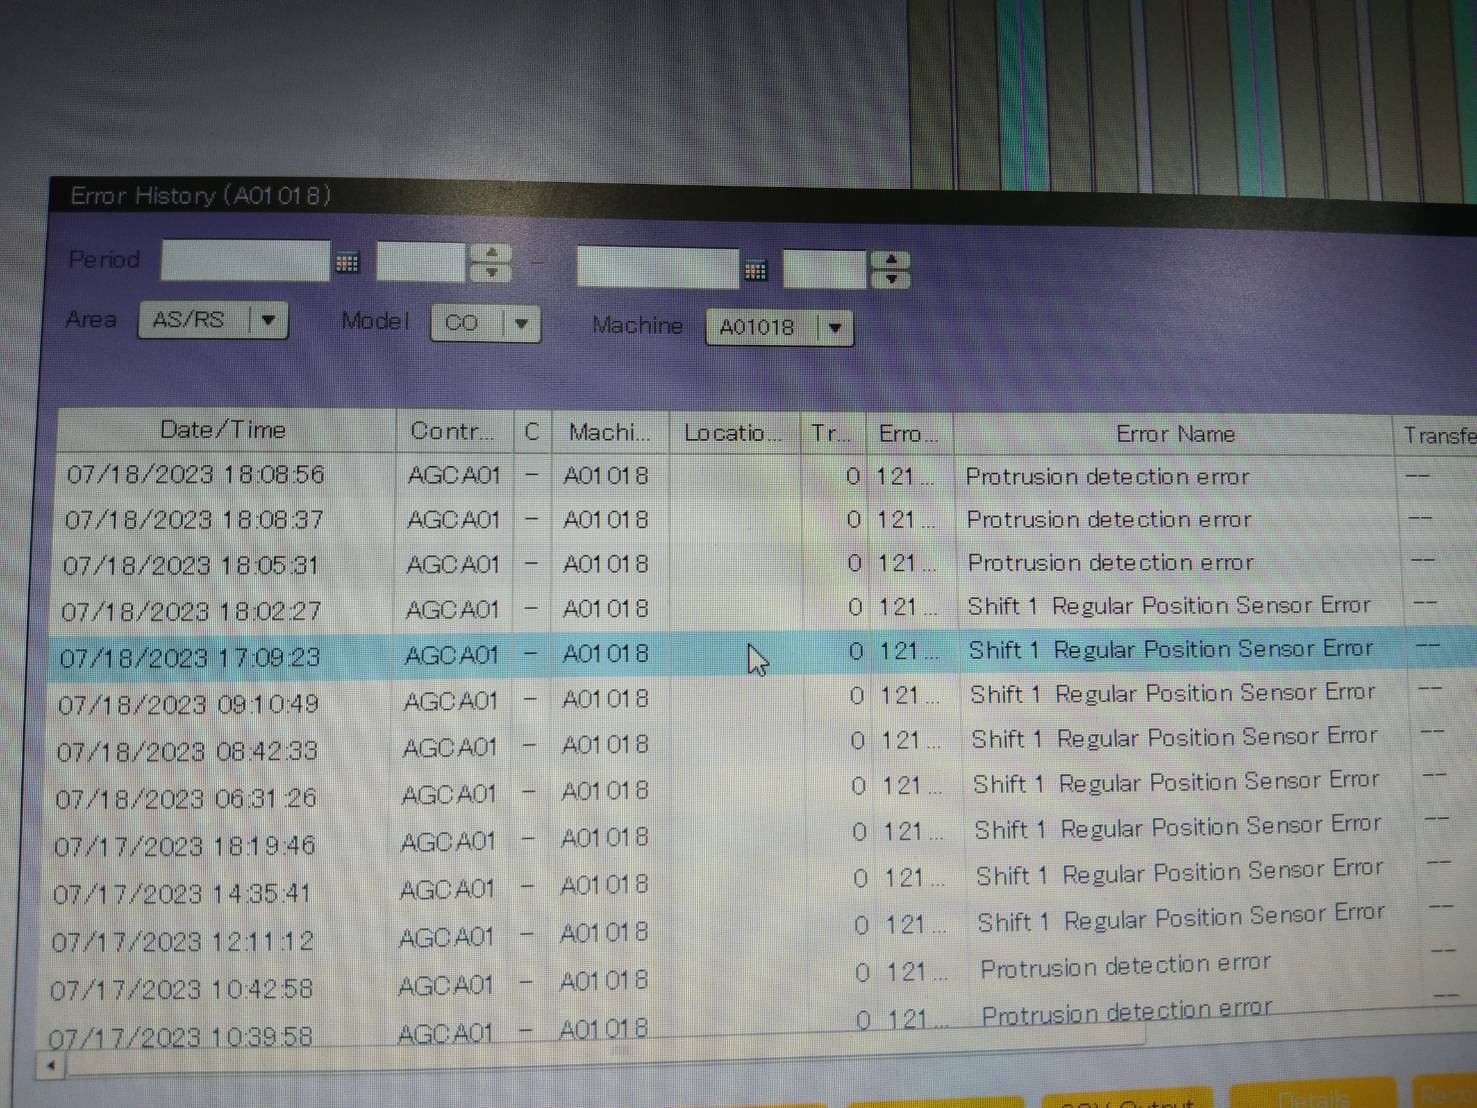 Error History (A01018)
Period
–
Area AS/RS Model CO Machine A01018
Date/Time Contr... C Machi... Locatio... Tr... Erro... Error Name Transfe
07/18/2023 18:08:56 AGCA01 – A01018 0 121... Protrusion detection error --
07/18/2023 18:08:37 AGCA01 – A01018 0 121... Protrusion detection error --
07/18/2023 18:05:31 AGCA01 – A01018 0 121... Protrusion detection error --
07/18/2023 18:02:27 AGCA01 – A01018 0 121... Shift 1 Regular Position Sensor Error --
07/18/2023 17:09:23 AGCA01 – A01018 0 121... Shift 1 Regular Position Sensor Error --
07/18/2023 09:10:49 AGCA01 – A01018 0 121... Shift 1 Regular Position Sensor Error --
07/18/2023 08:42:33 AGCA01 – A01018 0 121... Shift 1 Regular Position Sensor Error --
07/18/2023 06:31:26 AGCA01 – A01018 0 121... Shift 1 Regular Position Sensor Error --
07/17/2023 18:19:46 AGCA01 – A01018 0 121... Shift 1 Regular Position Sensor Error --
07/17/2023 14:35:41 AGCA01 – A01018 0 121... Shift 1 Regular Position Sensor Error --
07/17/2023 12:11:12 AGCA01 – A01018 0 121... Shift 1 Regular Position Sensor Error --
07/17/2023 10:42:58 AGCA01 – A01018 0 121... Protrusion detection error --
07/17/2023 10:39:58 AGCA01 – A01018 0 121... Protrusion detection error --
CSV Output Details